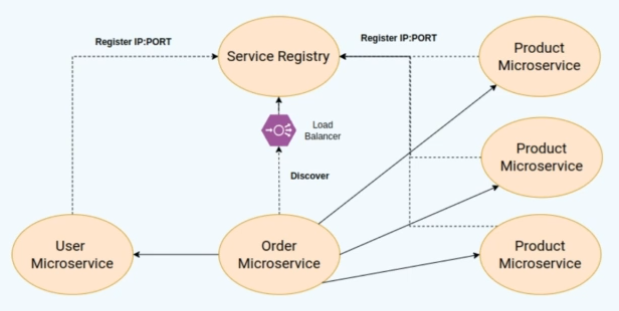 Register IP:PORT
Service Registry
Register IP:PORT
Product
Microservice
Load
Balancer
Product
Microservice
Discover
User
Microservice
Order
Microservice
Product
Microservice